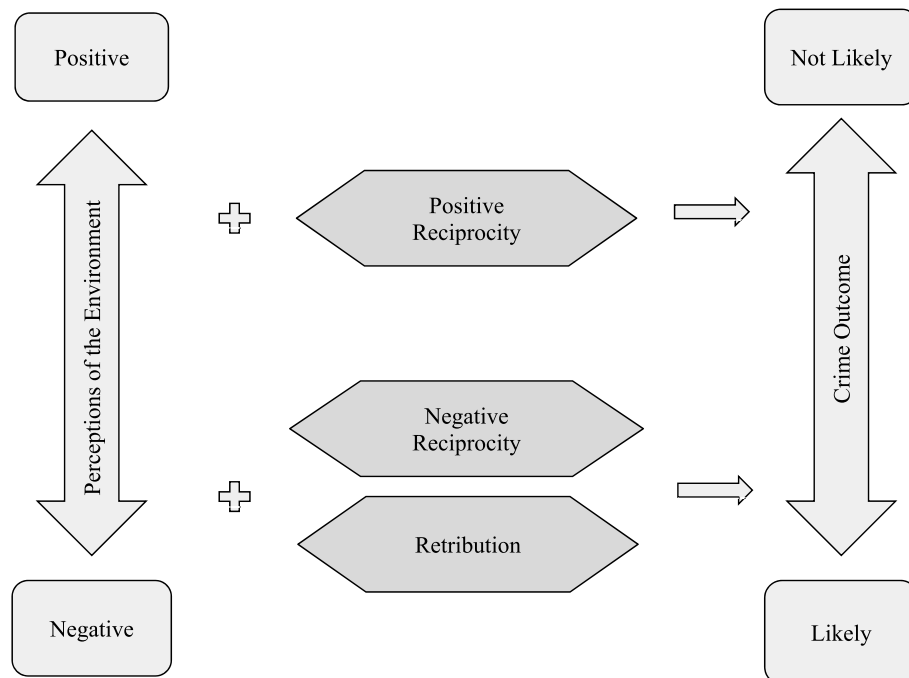 Positive
Not Likely
Perceptions of the Environment
Positive
Reciprocity
Crime Outcome
Negative
Reciprocity
Retribution
Negative
Likely